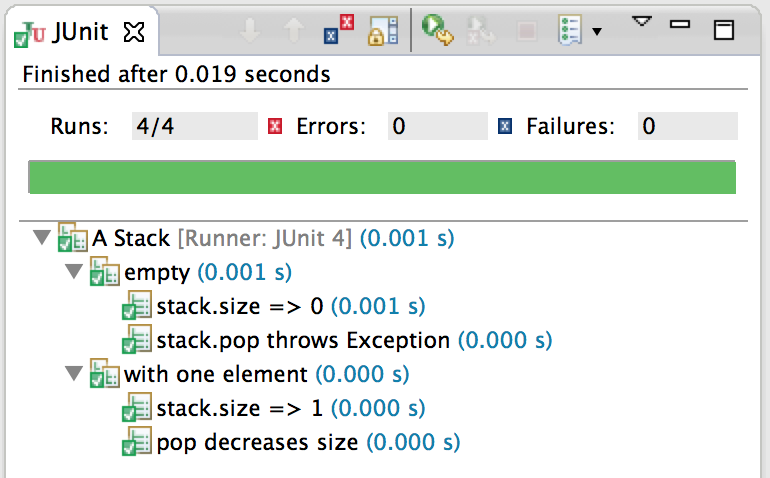 JUnit
Finished after 0.019 seconds
Runs: 4/4 Errors: 0 Failures: 0
A Stack [Runner: JUnit 4] (0.001 s)
empty (0.001 s)
stack.size => 0 (0.001 s)
stack.pop throws Exception (0.000 s)
with one element (0.000 s)
stack.size => 1 (0.000 s)
pop decreases size (0.000 s)